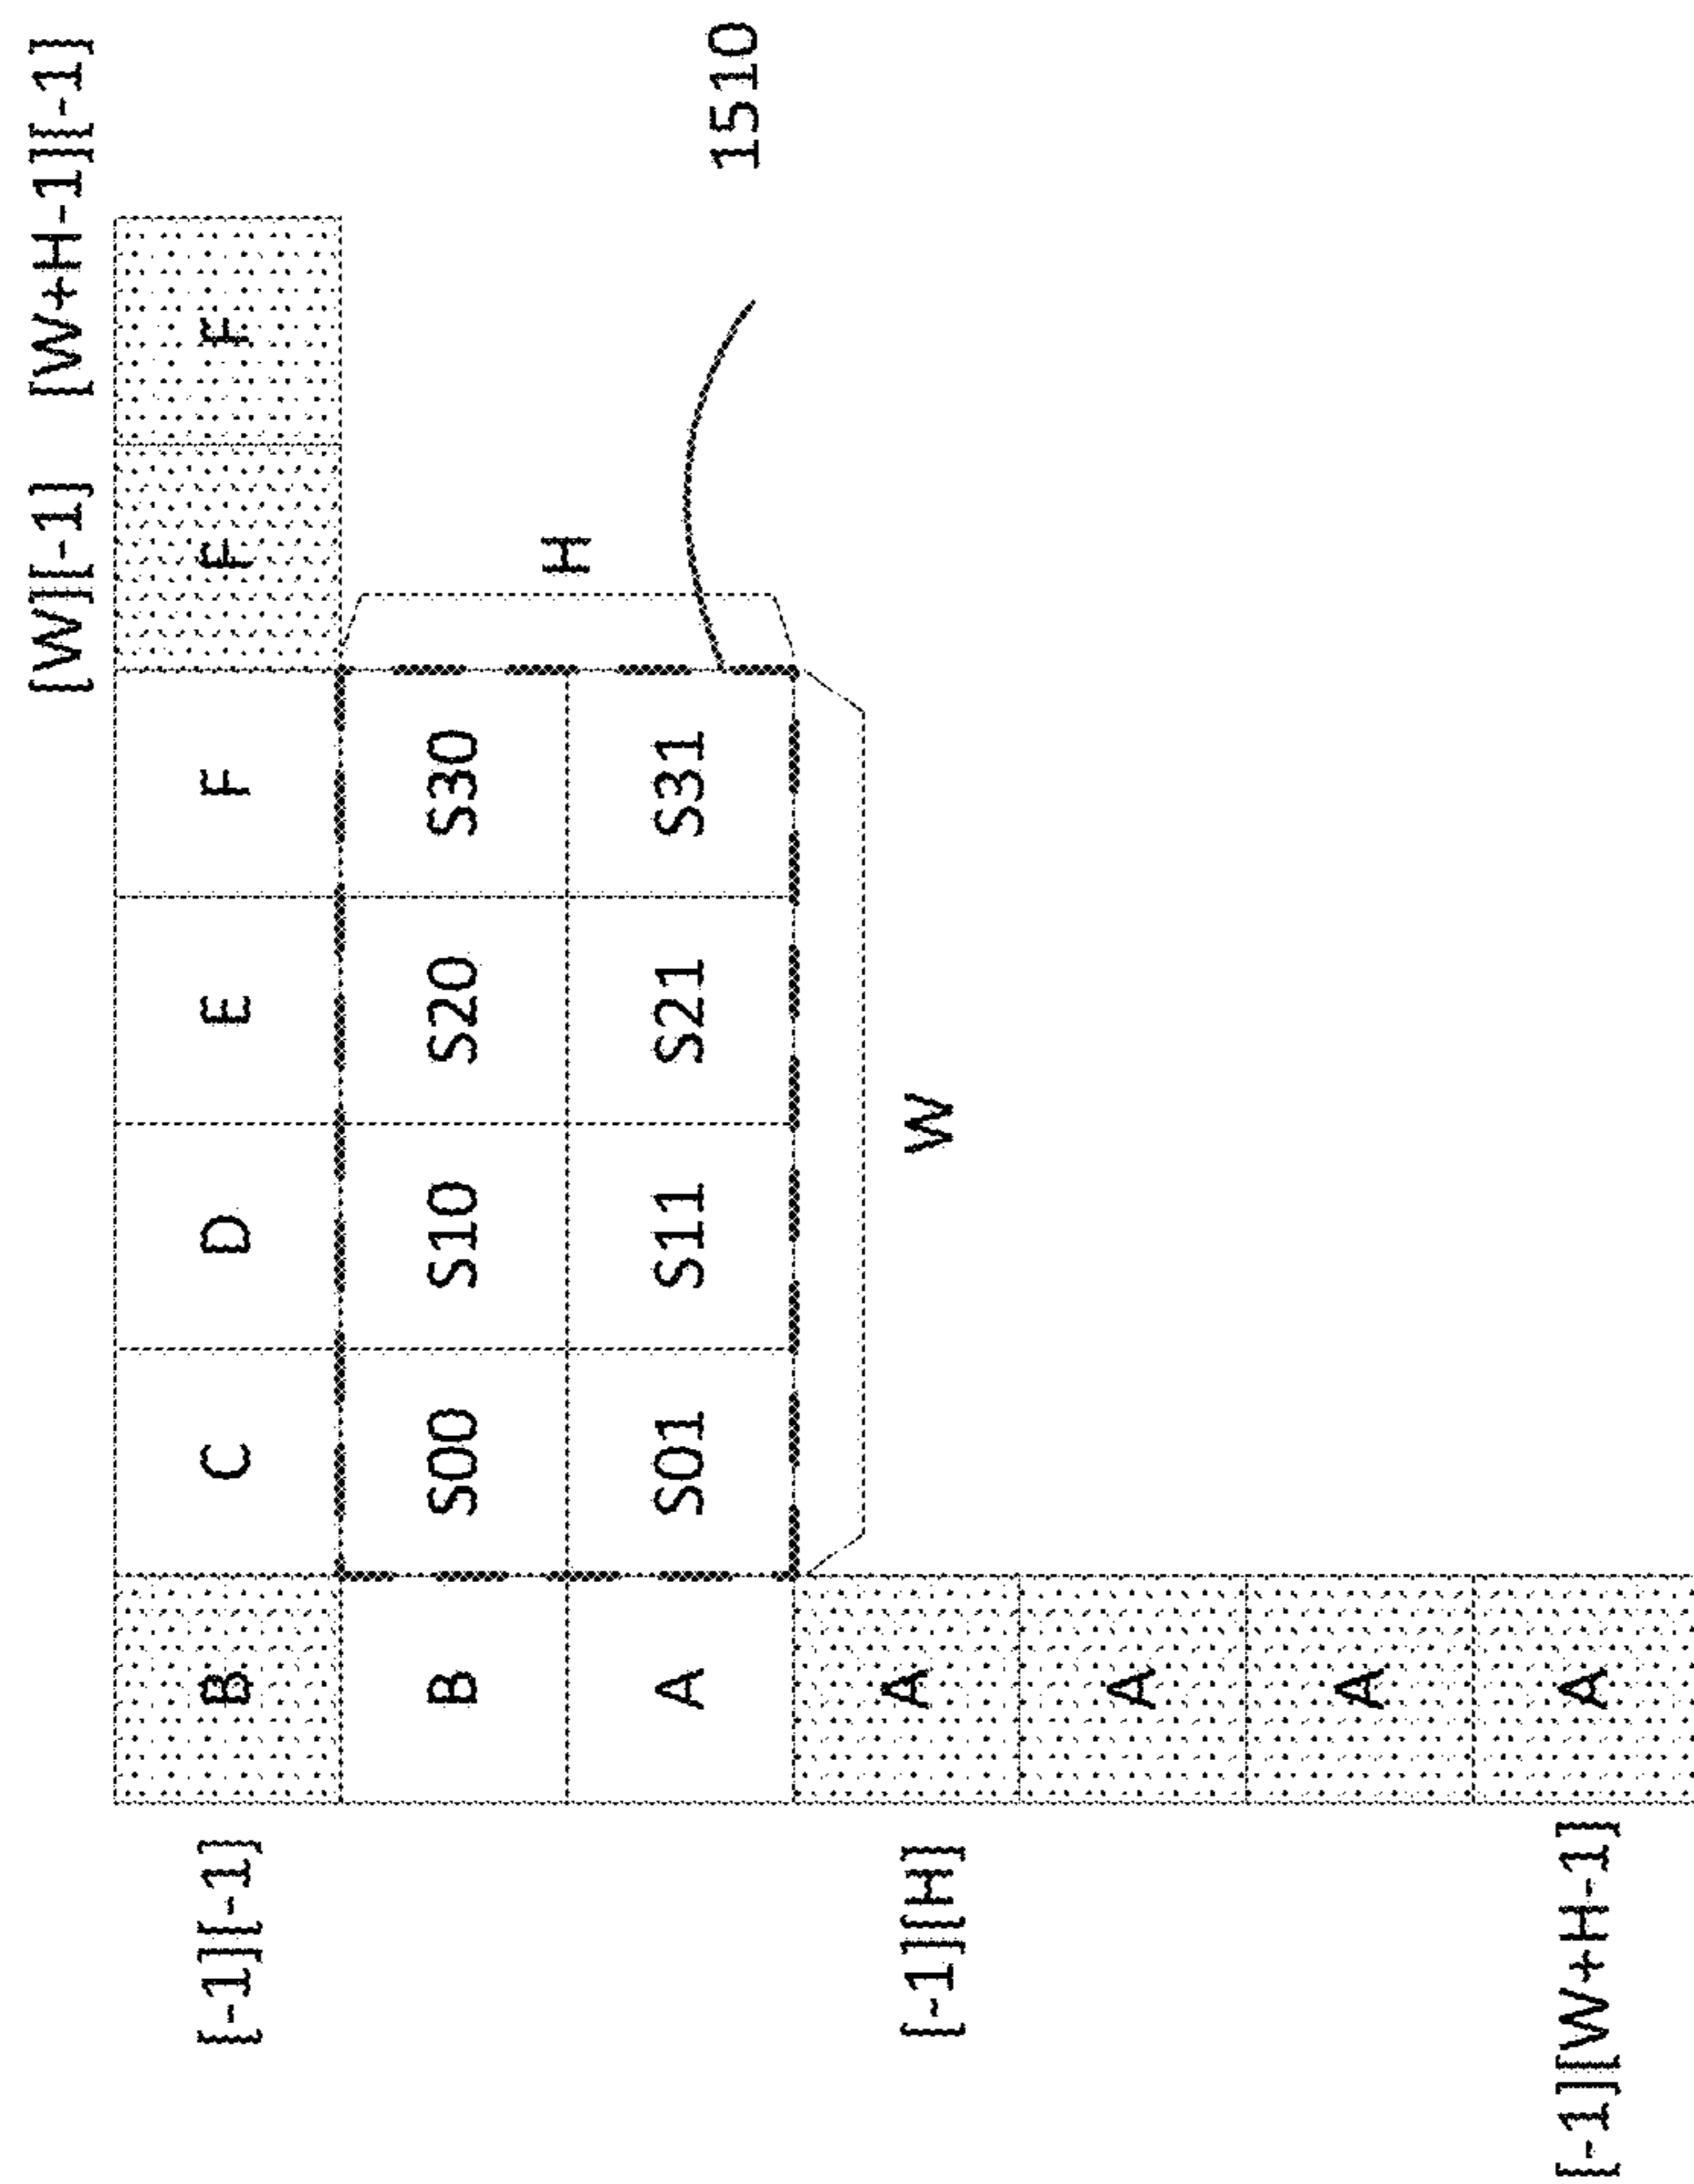 [W][-1] [W+H-1][-1]
[-1][-1] B C D E F F F
B S00 S10 S20 S30
H
A S01 S11 S21 S31
1510
[-1][H] A
W
A
A
[-1][W+H-1] A